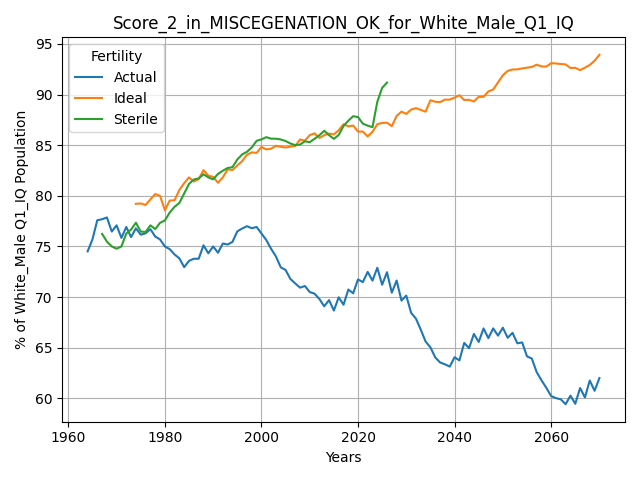 Score_2_in_MISCEGENATION_OK_for_White_Male_Q1_IQ
% of White_Male Q1_IQ Population
95
90
85
80
75
70
65
60
Fertility
Actual
Ideal
Sterile
1960 1980 2000 2020 2040 2060
Years